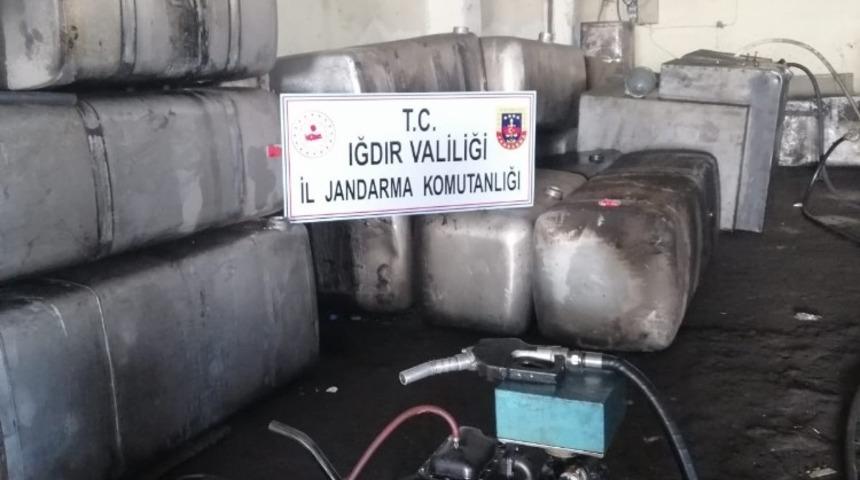 T.C.
IĞDIR VALİLİĞİ
İL JANDARMA KOMUTANLIĞI